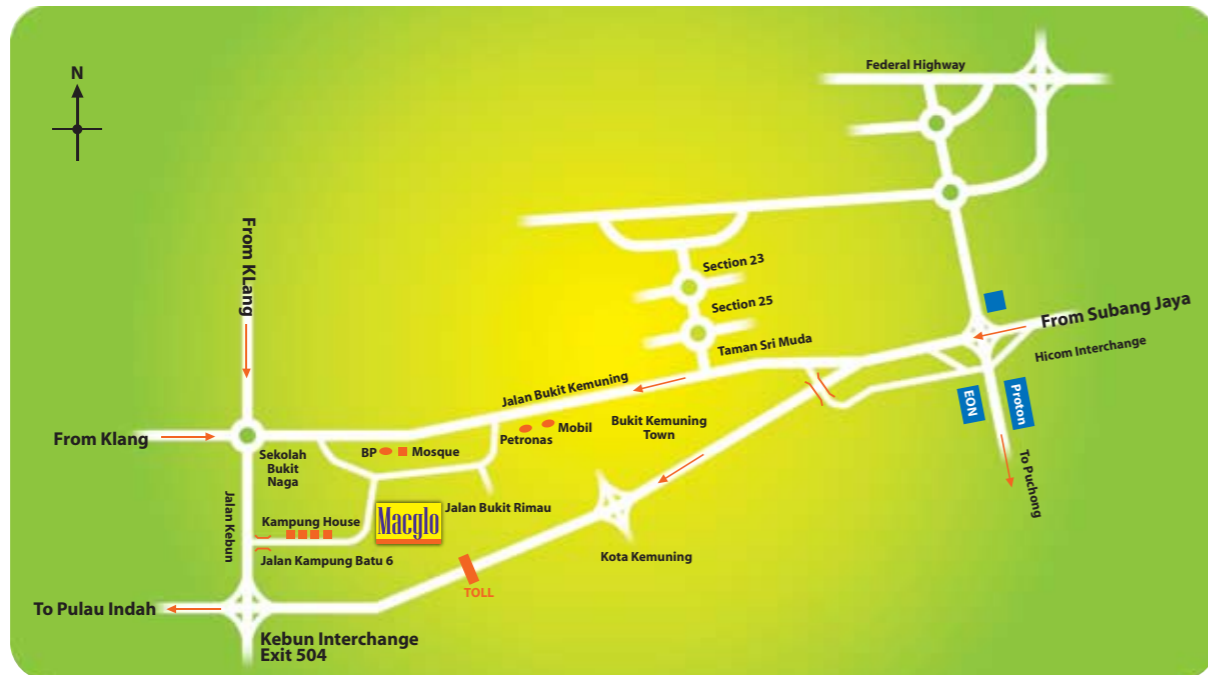 N
Federal Highway
From KLang
Section 23
Section 25
Taman Sri Muda
From Subang Jaya
Hicom Interchange
Jalan Bukit Kemuning
EON
Proton
To Puchong
Bukit Kemuning
Town
Mobil
Petronas
From Klang
BP
Mosque
Sekolah
Bukit
Naga
Jalan Kebun
Kampung House
Macglo
Jalan Bukit Rimau
Jalan Kampung Batu 6
Kota Kemuning
TOLL
To Pulau Indah
Kebun Interchange
Exit 504